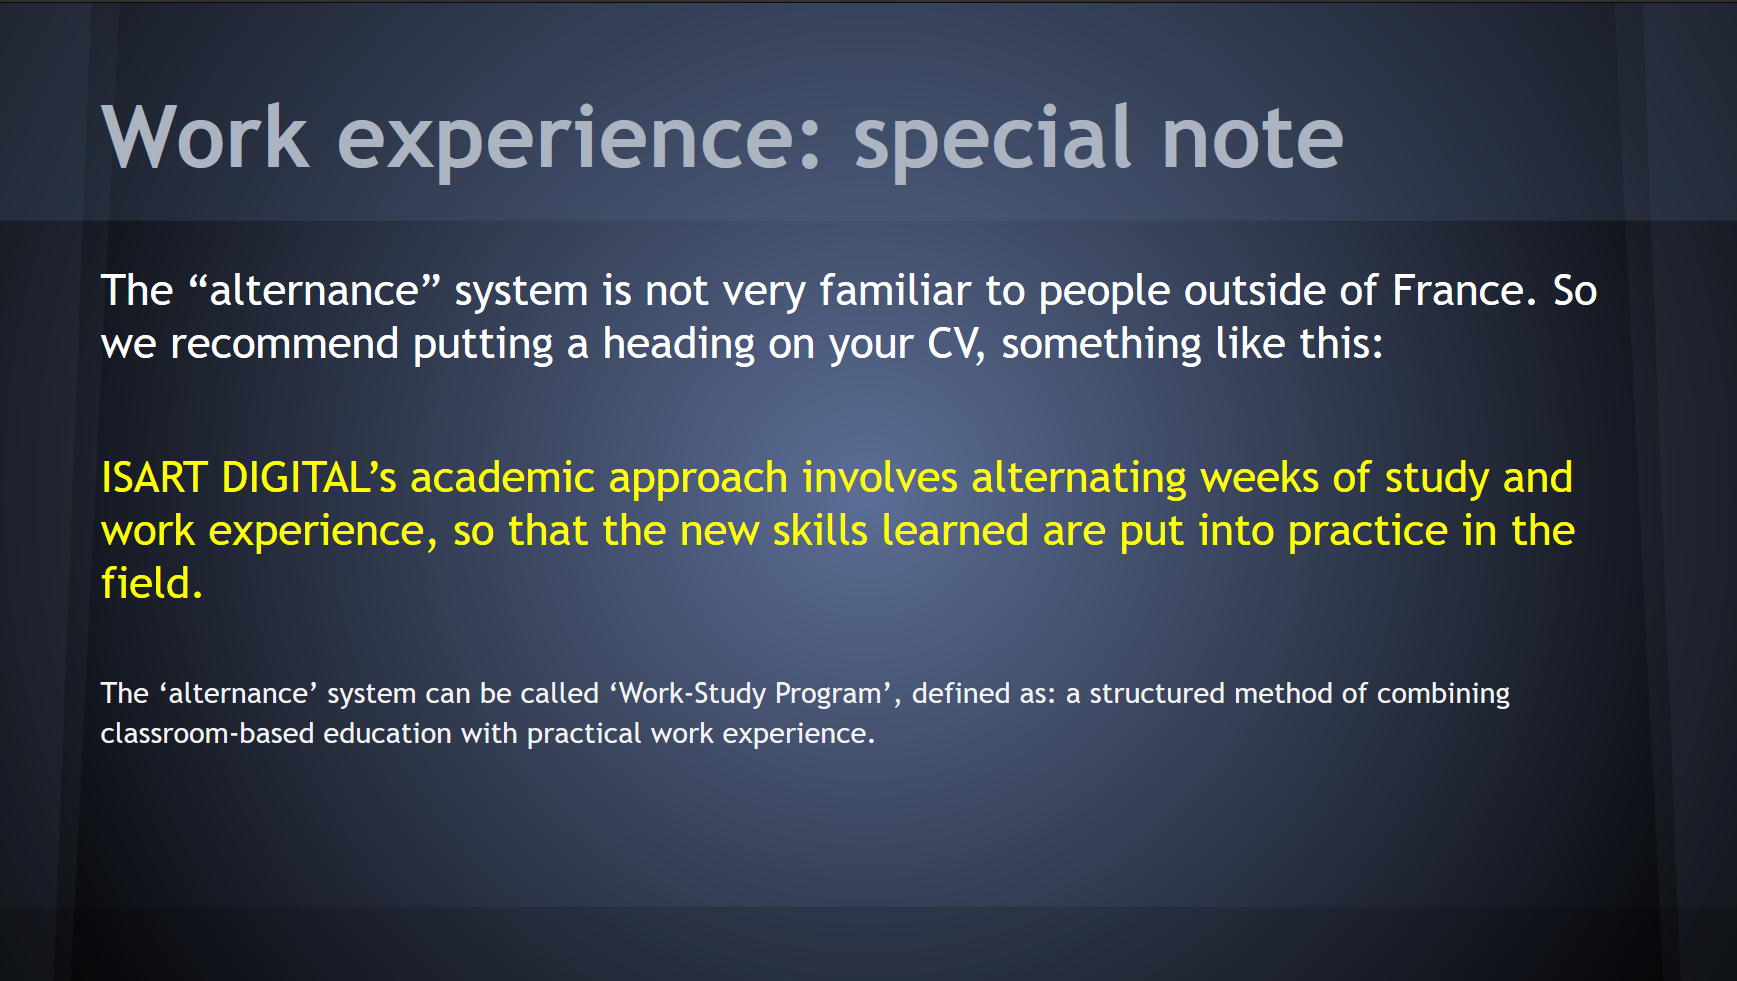 Work experience: special note
The “alternance” system is not very familiar to people outside of France. So
we recommend putting a heading on your CV, something like this:
ISART DIGITAL’s academic approach involves alternating weeks of study and
work experience, so that the new skills learned are put into practice in the
field.
The ‘alternance’ system can be called ‘Work-Study Program’, defined as: a structured method of combining
classroom-based education with practical work experience.